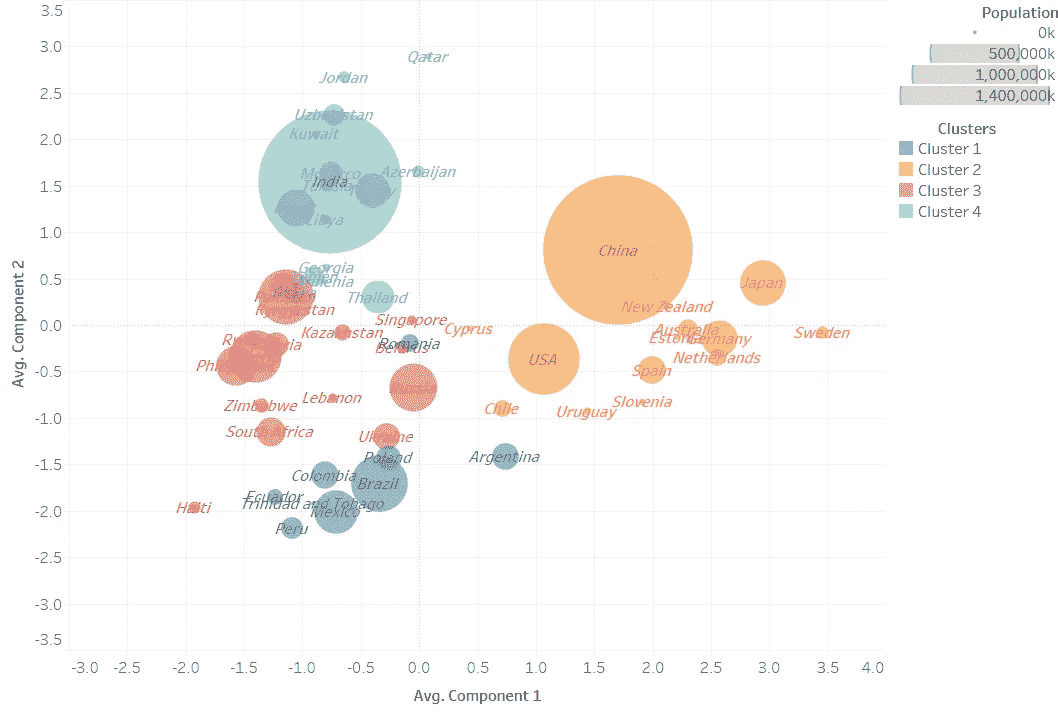 3.5
3.0
2.5
2.0
1.5
1.0
0.5
0.0
-0.5
-1.0
-1.5
-2.0
-2.5
-3.0
-3.5
Avg. Component 2
Qatar
Jordan
Uzbekistan
Kuwait
Azerbaijan
India
Libya
Georgia
Thailand
China
Japan
New Zealand
Singapore
Kazakhstan
Cyprus
Australia
Sweden
Romania
Belarus
Germany
USA
Netherlands
Spain
Russia
Lebanon
Zimbabwe
Slovenia
Chile
Uruguay
South Africa
Ukraine
Poland
Argentina
Colombia
Brazil
Ecuador
Trinidad and Tobago
Mexico
Haiti
Peru
-3.0 -2.5 -2.0 -1.5 -1.0 -0.5 0.0 0.5 1.0 1.5 2.0 2.5 3.0 3.5 4.0
Avg. Component 1
Population
0k
500,000k
1,000,000k
1,400,000k
Clusters
Cluster 1
Cluster 2
Cluster 3
Cluster 4